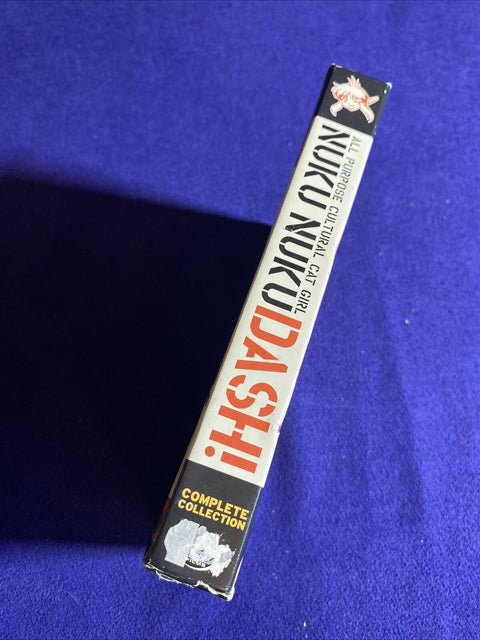 ALL PURPOSE CULTURAL CAT GIRL
NUKU NUKU DASH!
COMPLETE
COLLECTION